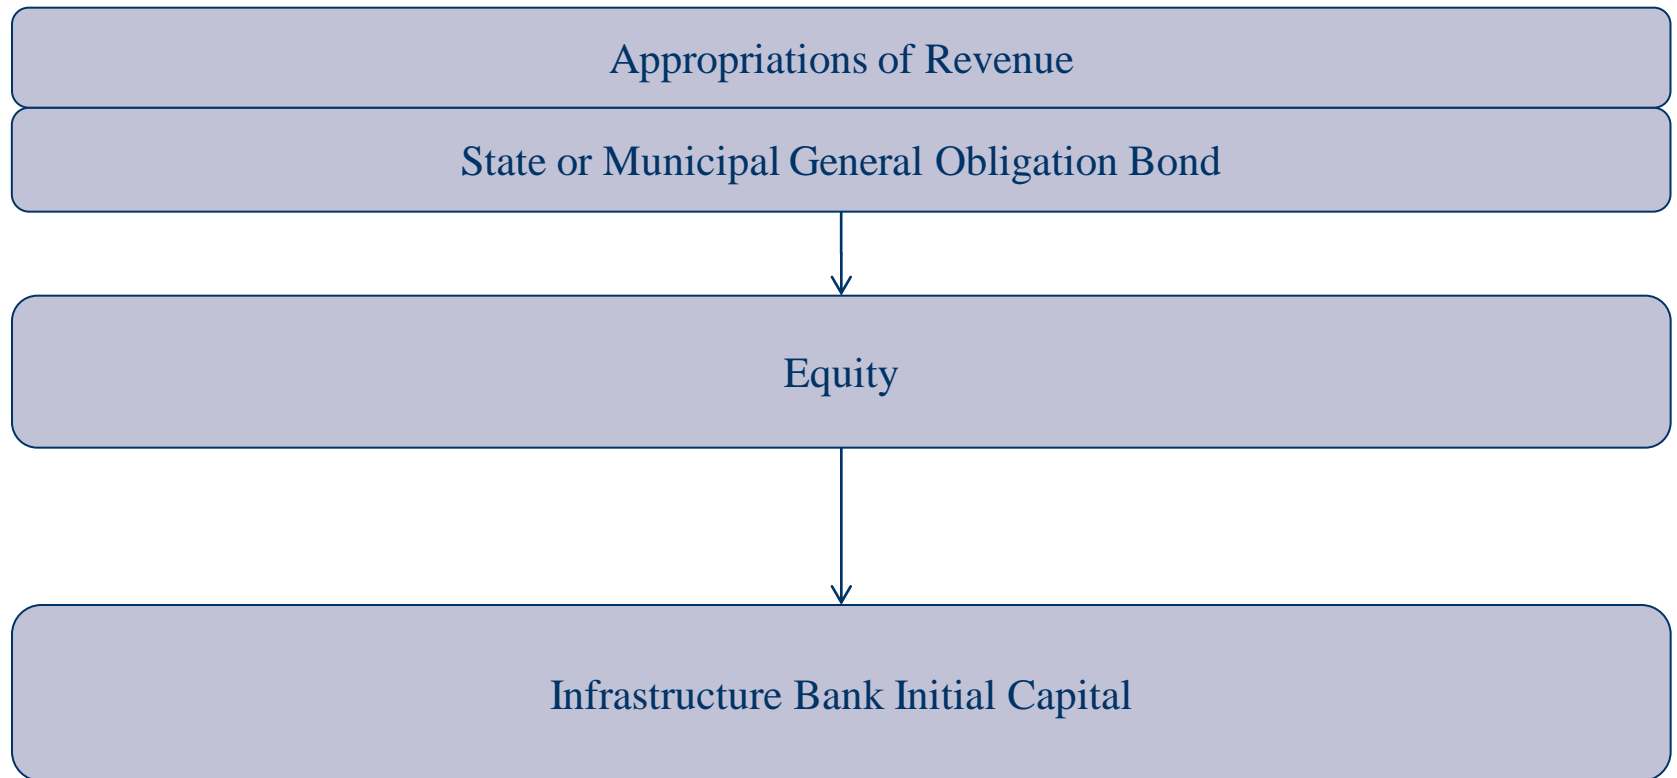 Appropriations of Revenue
State or Municipal General Obligation Bond
Equity
Infrastructure Bank Initial Capital